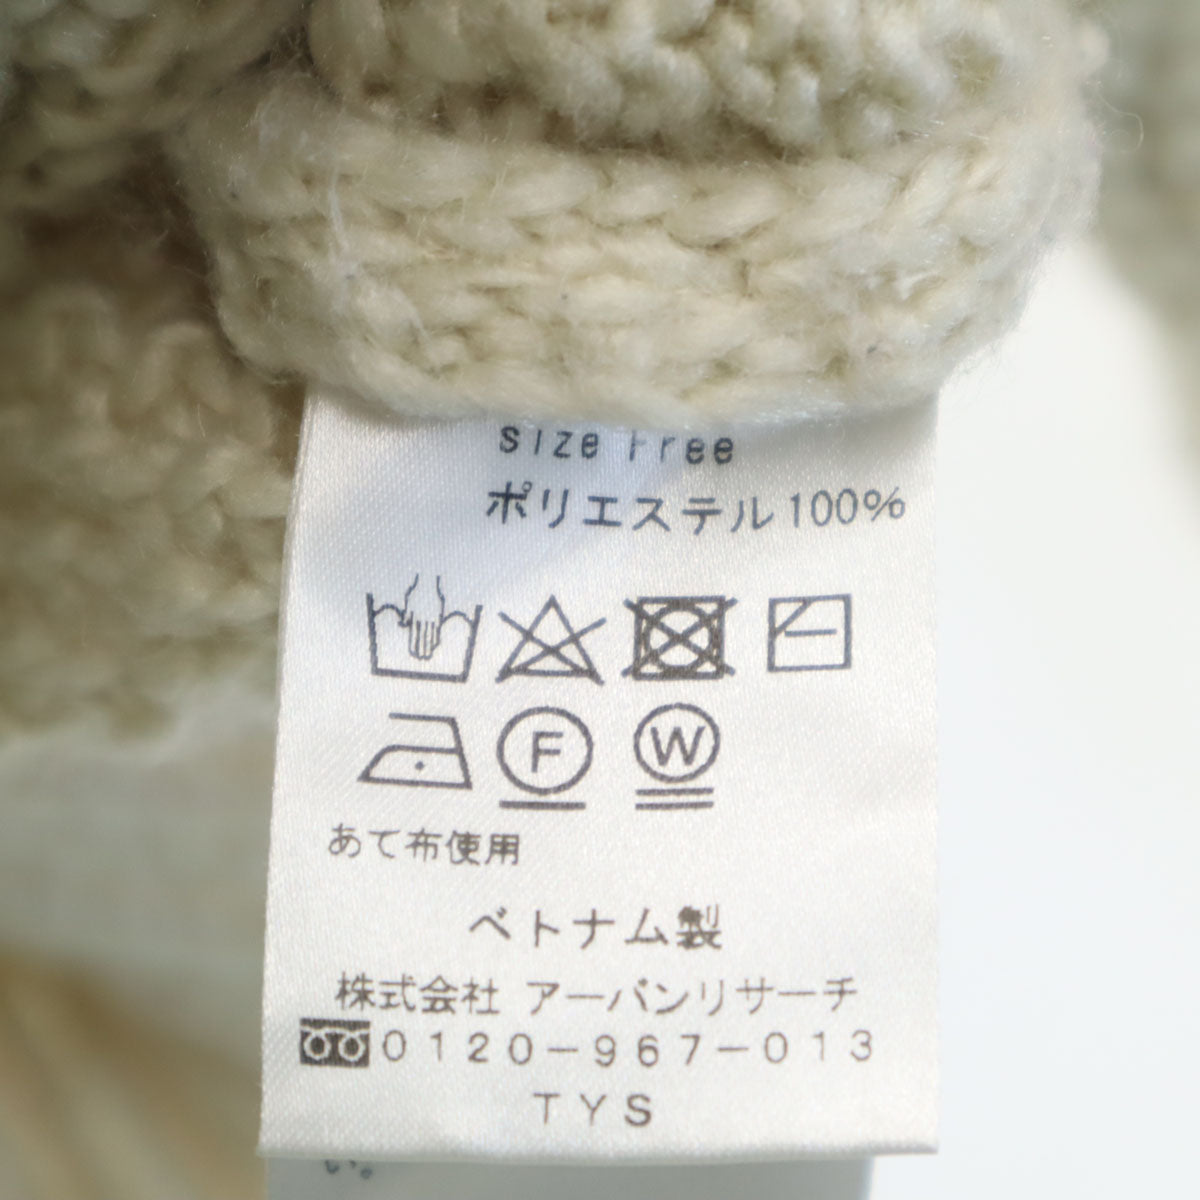 size Free
ポリエステル100%
F W
あて布使用
ベトナム製
株式会社 アーバンリサーチ
0120-967-013
TYS
い。